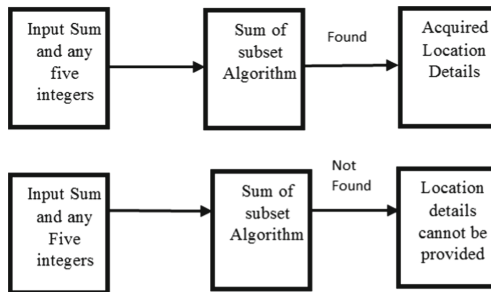 Input Sum
and any
five
integers
Sum of
subset
Algorithm
Found
Acquired
Location
Details
Input Sum
and any
Five
integers
Sum of
subset
Algorithm
Not
Found
Location
details
cannot be
provided